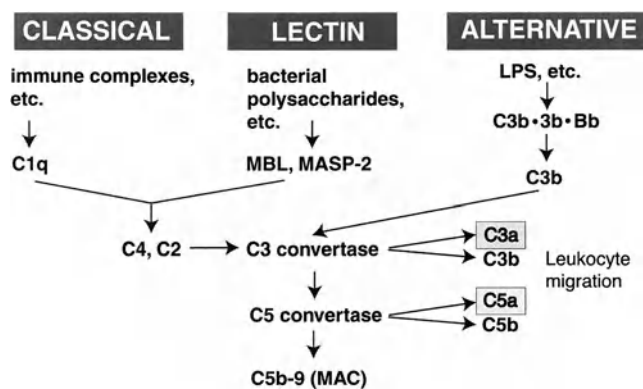 CLASSICAL
LECTIN
ALTERNATIVE
immune complexes,
etc.
bacterial
polysaccharides,
etc.
LPS, etc.
C3b•3b•Bb
C1q
MBL, MASP-2
C3b
C4, C2
C3 convertase
C3a
C3b
Leukocyte
migration
C5 convertase
C5a
C5b
C5b-9 (MAC)